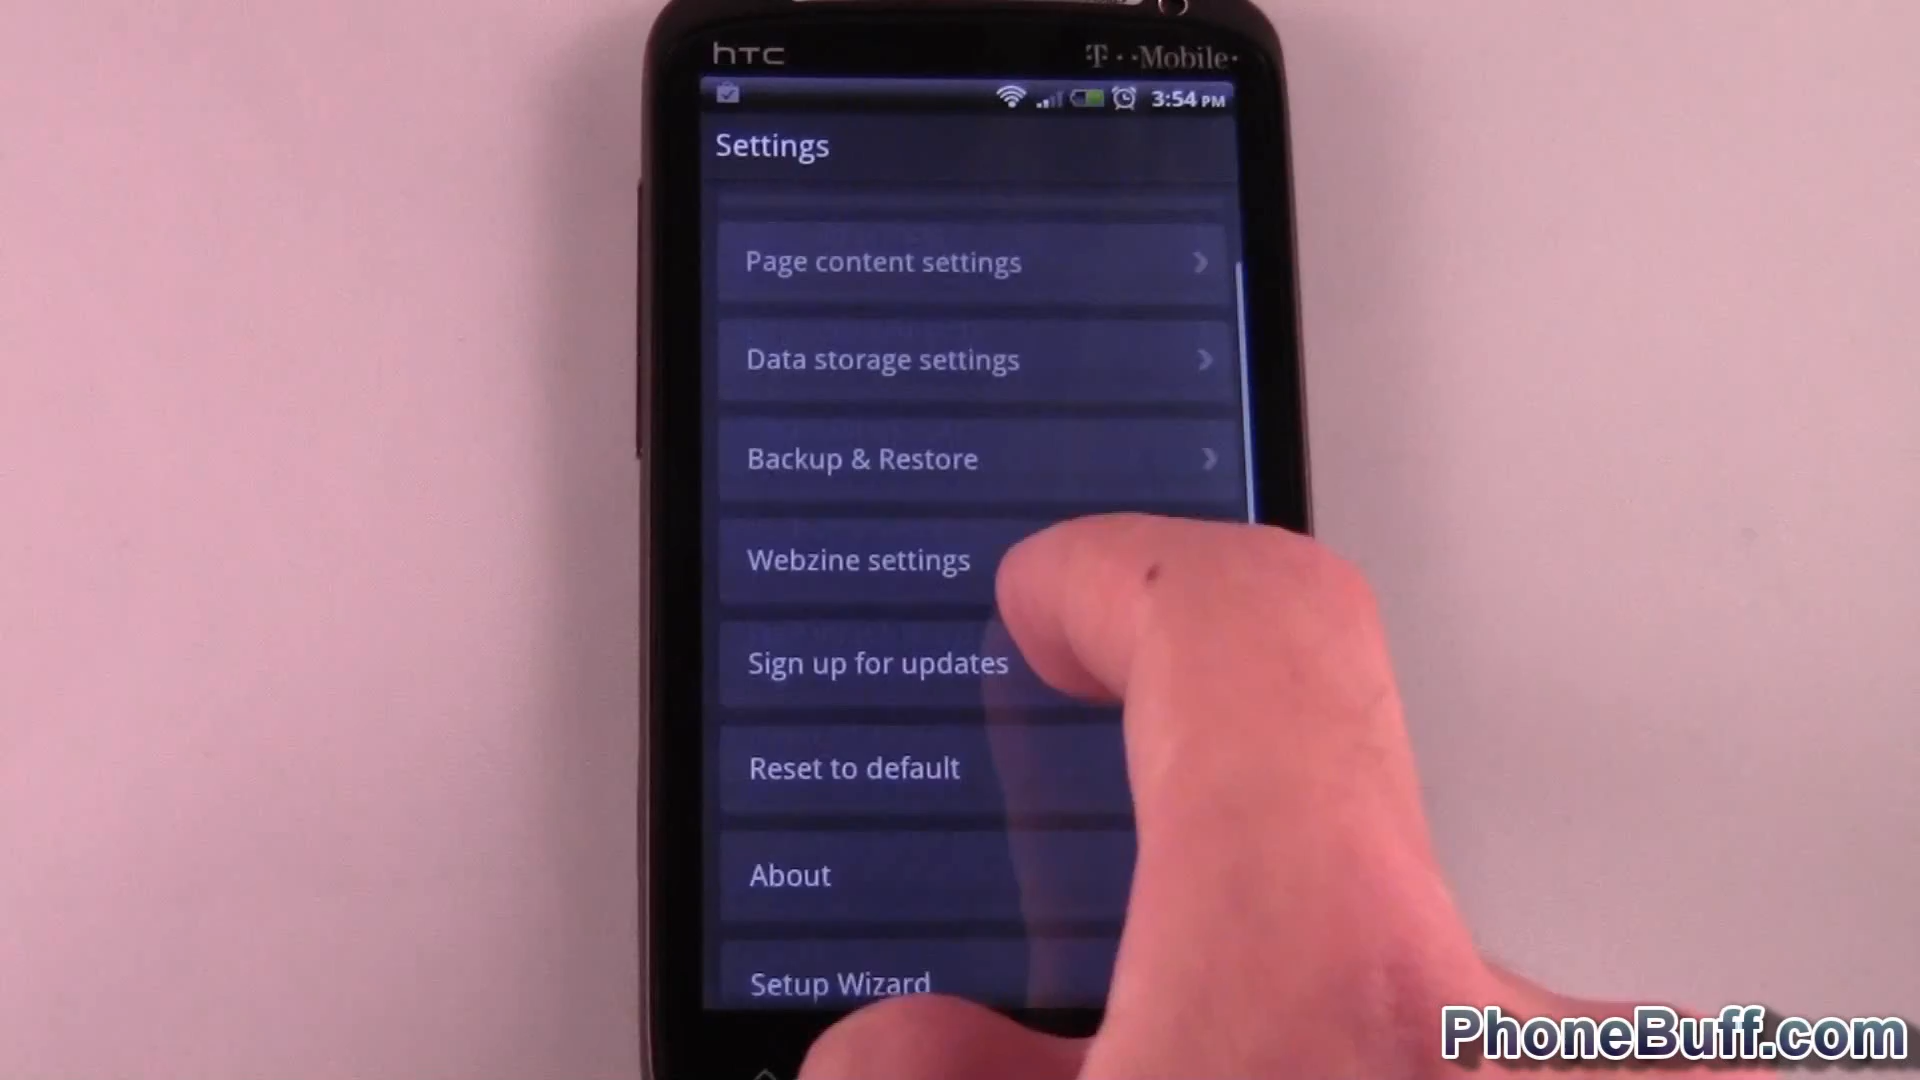 hTC
T··Mobile·
3:54 PM
Settings
Page content settings
Data storage settings
Backup & Restore
Webzine settings
Sign up for updates
Reset to default
About
Setup Wizard
PhoneBuff.com